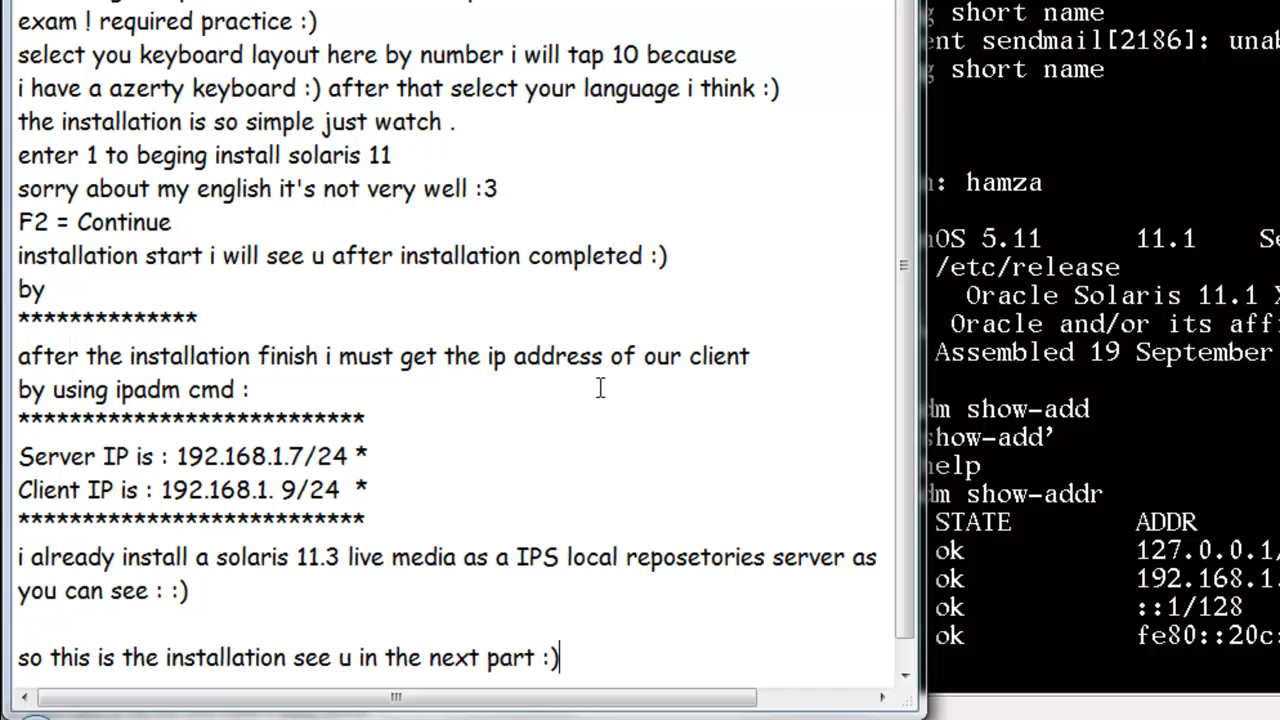 exam ! required practice :)
select you keyboard layout here by number i will tap 10 because
i have a azerty keyboard :) after that select your language i think :)
the installation is so simple just watch .
enter 1 to beging install solaris 11
sorry about my english it's not very well :3
F2 = Continue
installation start i will see u after installation completed :)
by
**************
after the installation finish i must get the ip address of our client
by using ipadm cmd :
***************************
Server IP is : 192.168.1.7/24 *
Client IP is : 192.168.1. 9/24  *
***************************
i already install a solaris 11.3 live media as a IPS local reposetories server as
you can see : :)
so this is the installation see u in the next part :)
short name
sendmail[2186]:
short name
: hamza
5.11 11.1
/etc/release
Oracle Solaris 11.1
Oracle and/or its
Assembled 19 September
show-add
show-add'
help
show-addr
STATE ADDR
ok 127.0.0.1/
ok 192.168.1.
ok ::1/128
ok fe80::20c: